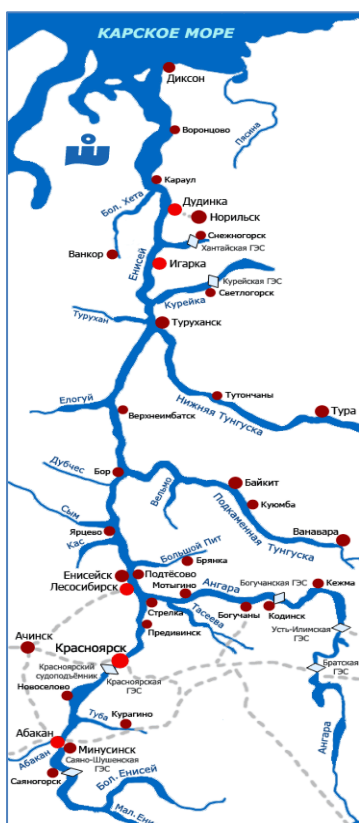 КАРСКОЕ МОРЕ
Диксон
Воронцово
Пясина
Караул
Бол. Хета
Дудинка
Норильск
Снежногорск
Хантайская ГЭС
Ванкор
Енисей
Игарка
Курейская ГЭС
Курейка
Светлогорск
Турухан
Туруханск
Елогуй
Верхнеимбатск
Тутончаны
Нижняя Тунгуска
Тура
Дубчес
Бор
Вельмо
Байкит
Куюмба
Подкаменная Тунгуска
Ванавара
Сым
Ярцево
Кас
Большой Пит
Брянка
Енисейск
Подтёсово
Лесосибирск
Ангара
Мотыгино
Богучанская ГЭС
Кежма
Стрелка
Тасеева
Богучаны
Кодинск
Усть-Илимская
ГЭС
Предивинск
Ачинск
Красноярск
Красноярский
судоподъёмник
Красноярская
ГЭС
Братская
ГЭС
Новоселово
Туба
Курагино
Ангара
Абакан
Абакан
Минусинск
Саяно-Шушенская
ГЭС
Саяногорск
Бол. Енисей
Мал. Ени